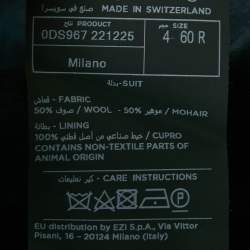 MADE IN SWITZERLAND صنع في سويسرا
PRODUCT منتج
SIZE حجم
0DS967 221225
4 60 R
Milano
SUIT - بدلة
FABRIC - قماش
50% صوف / WOOL - 50% موهير / MOHAIR
LINING - بطانة
100% خيط صناعي من أصل قطني / CUPRO
CONTAINS NON-TEXTILE PARTS OF
ANIMAL ORIGIN
CARE INSTRUCTIONS - كير تعليمات
P
EU distribution by EZI S.p.A., Via Vittor
Pisani, 16 - 20124 Milano (Italy)